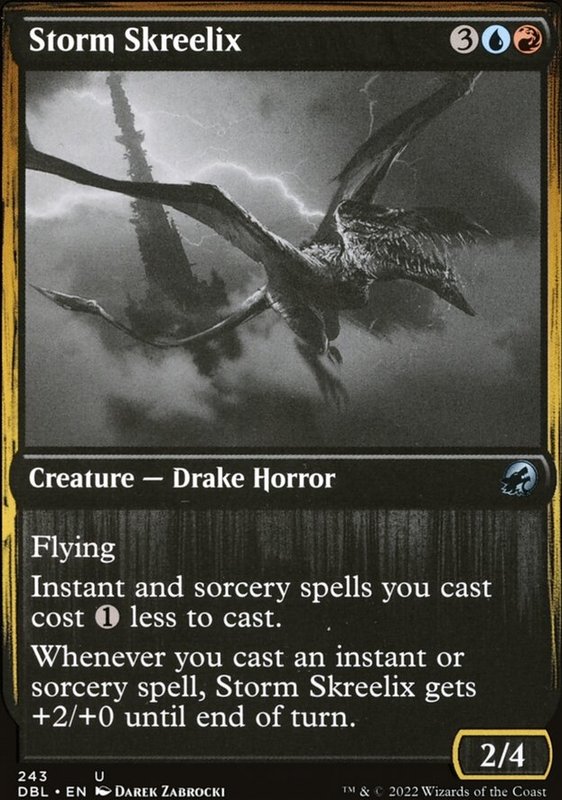 Storm Skreelix 3
Creature — Drake Horror
Flying
Instant and sorcery spells you cast
cost 1 less to cast.
Whenever you cast an instant or
sorcery spell, Storm Skreelix gets
+2/+0 until end of turn.
2/4
243 U
DBL • EN DAREK ZABROCKI
™ & © 2022 Wizards of the Coast